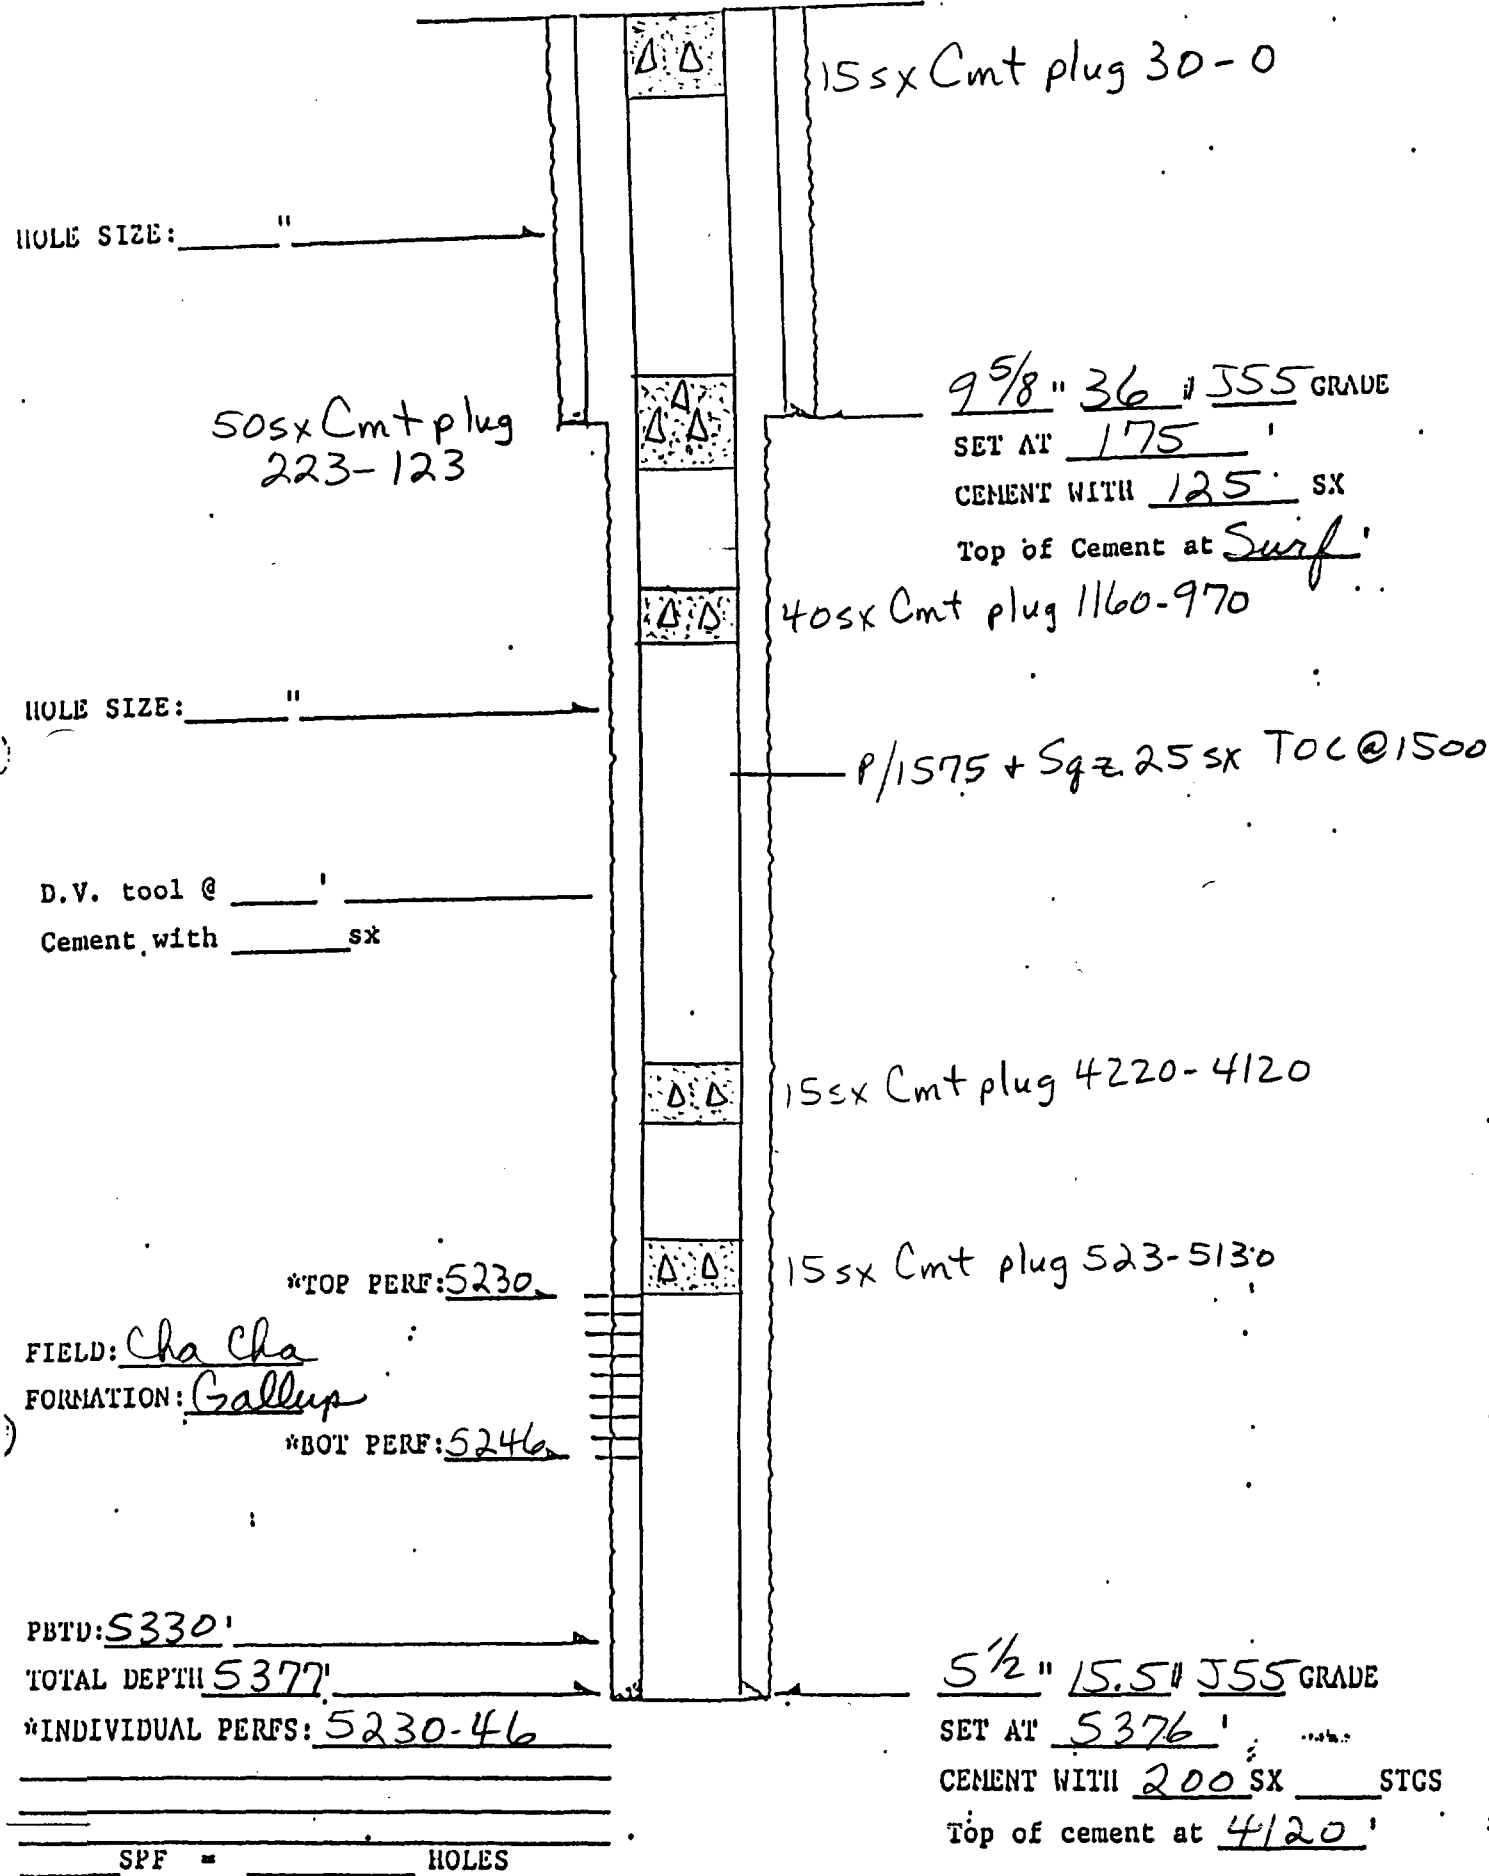 15sx Cmt plug 30-0
HOLE SIZE: "
9 5/8 " 36 # J55 GRADE
SET AT 175 '
CEMENT WITH 125 SX
Top of Cement at Surf '
50sx Cmt plug
223-123
40sx Cmt plug 1160-970
HOLE SIZE: "
P/1575 + Sqz 25 sx TOC@1500
D.V. tool @ '
Cement with sx
15sx Cmt plug 4220-4120
15sx Cmt plug 523-5130
*TOP PERF: 5230
FIELD: Cha Cha
FORMATION: Gallup
*BOT PERF: 5246
PBTD: 5330'
TOTAL DEPTH 5377'
*INDIVIDUAL PERFS: 5230-46
SPF = HOLES
5 1/2 " 15.5 # J55 GRADE
SET AT 5376 '
CEMENT WITH 200 SX STGS
Top of cement at 4120 '